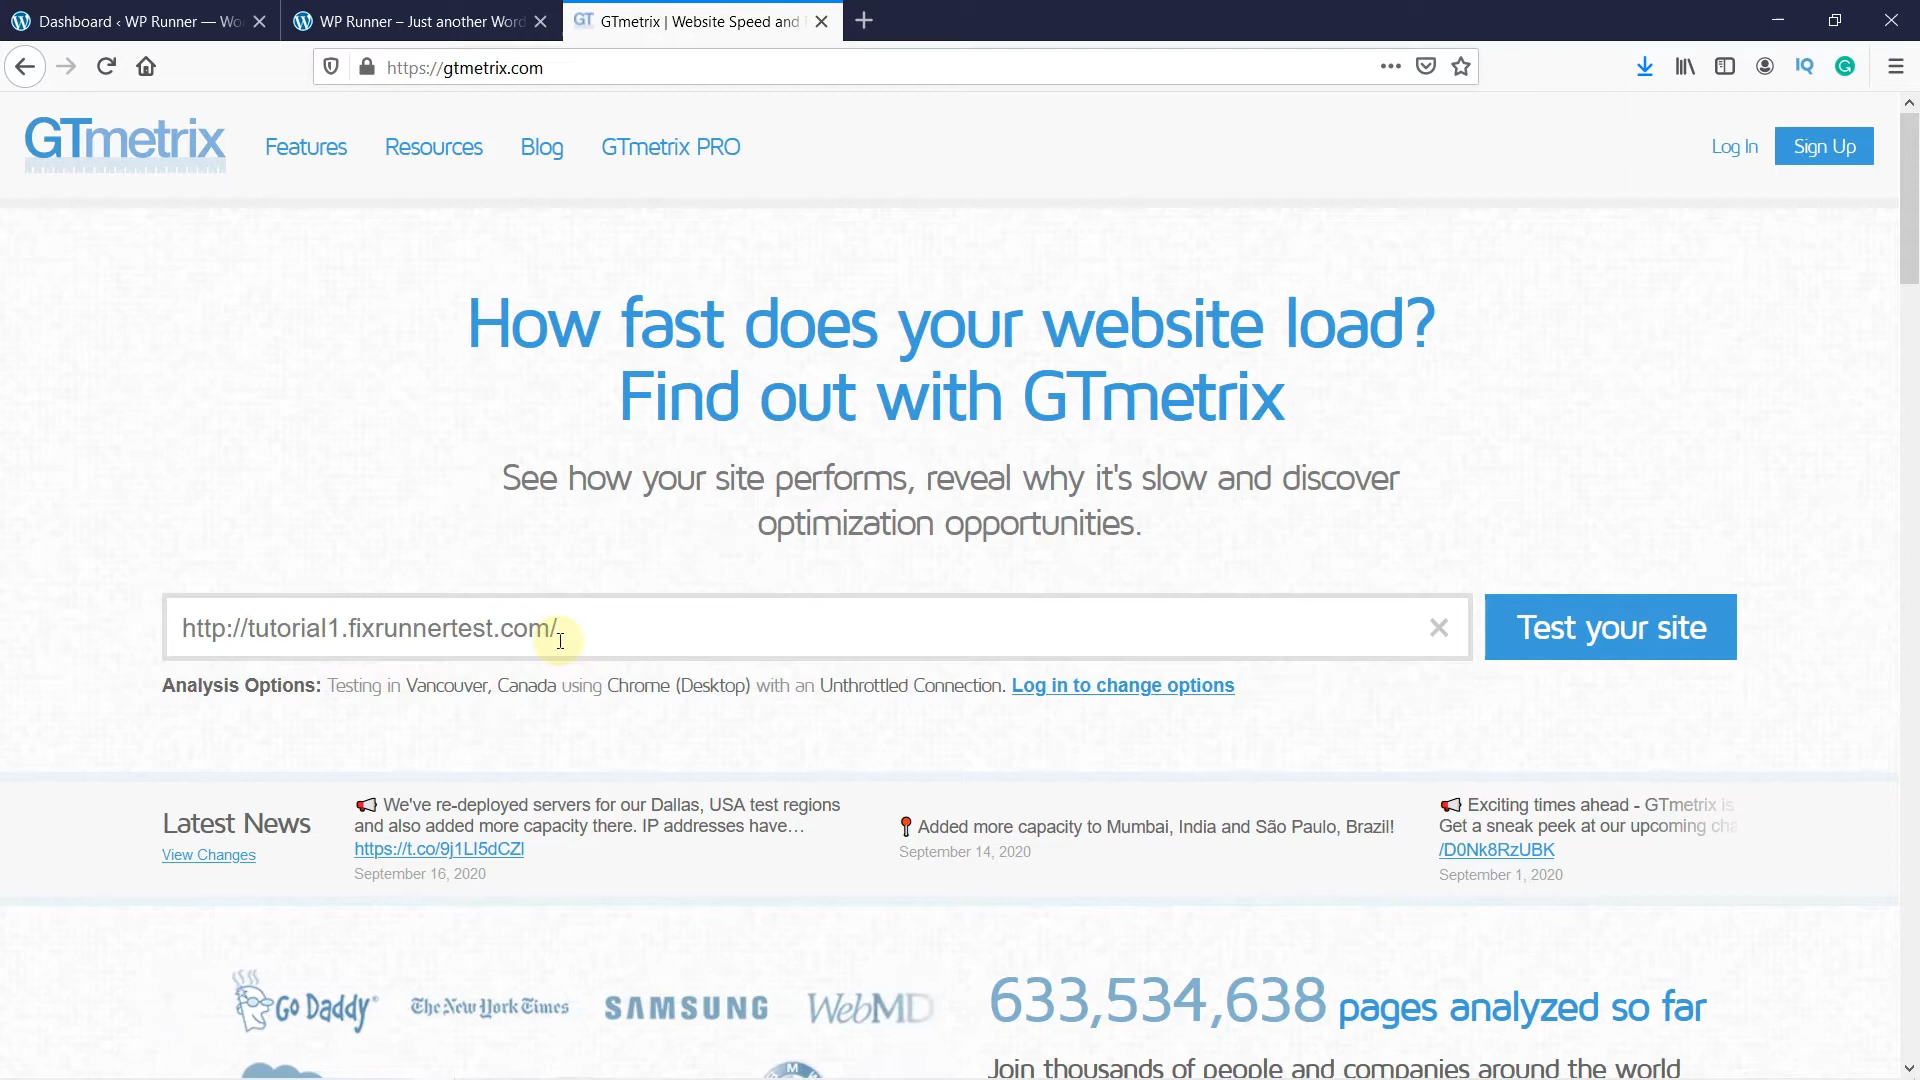 Dashboard ‹ WP Runner — Wo
WP Runner – Just another Word
GT GTmetrix | Website Speed and
https://gtmetrix.com
IQ
G
GTmetrix
Features
Resources
Blog
GTmetrix PRO
Log In
Sign Up
How fast does your website load?
Find out with GTmetrix
See how your site performs, reveal why it's slow and discover
optimization opportunities.
http://tutorial1.fixrunnertest.com/
Test your site
Analysis Options: Testing in Vancouver, Canada using Chrome (Desktop) with an Unthrottled Connection. Log in to change options
Latest News
View Changes
We've re-deployed servers for our Dallas, USA test regions
and also added more capacity there. IP addresses have…
https://t.co/9j1LI5dCZl
September 16, 2020
Added more capacity to Mumbai, India and São Paulo, Brazil!
September 14, 2020
Exciting times ahead - GTmetrix is
Get a sneak peek at our upcoming cha
/D0Nk8RzUBK
September 1, 2020
Go Daddy
The New York Times
SAMSUNG
WebMD
633,534,638 pages analyzed so far
Join thousands of people and companies around the world
M